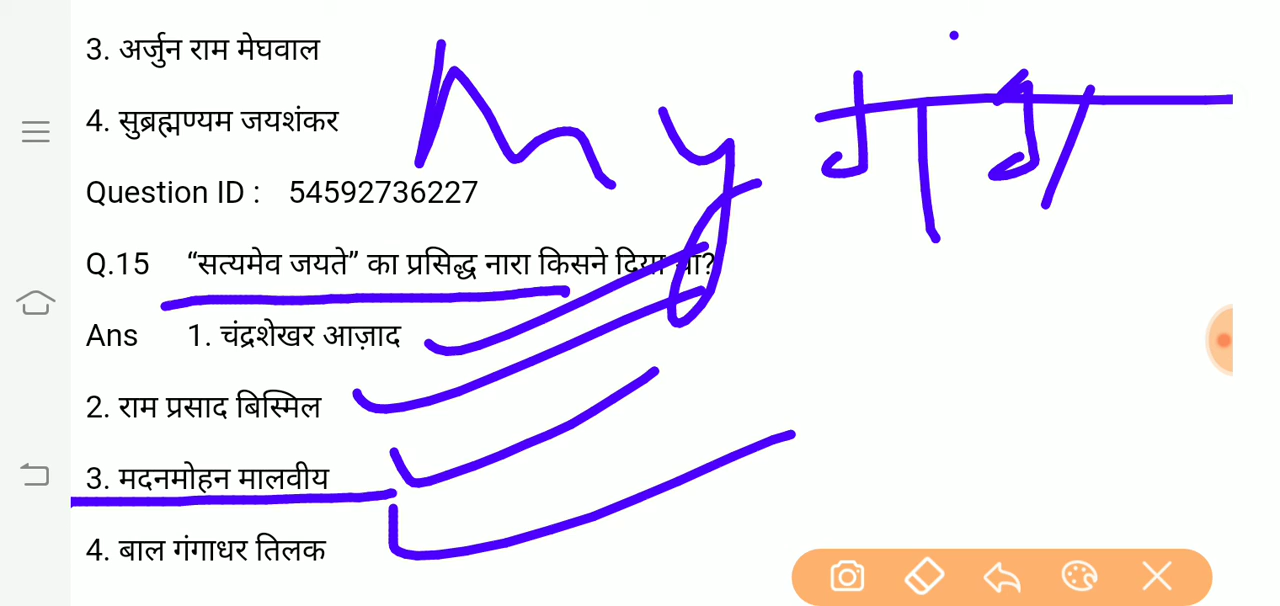 3. अर्जुन राम मेघवाल
4. सुब्रह्मण्यम जयशंकर
Question ID : 54592736227
Q.15 “सत्यमेव जयते” का प्रसिद्ध नारा किसने दिया था?
Ans 1. चंद्रशेखर आज़ाद
2. राम प्रसाद बिस्मिल
3. मदनमोहन मालवीय
4. बाल गंगाधर तिलक